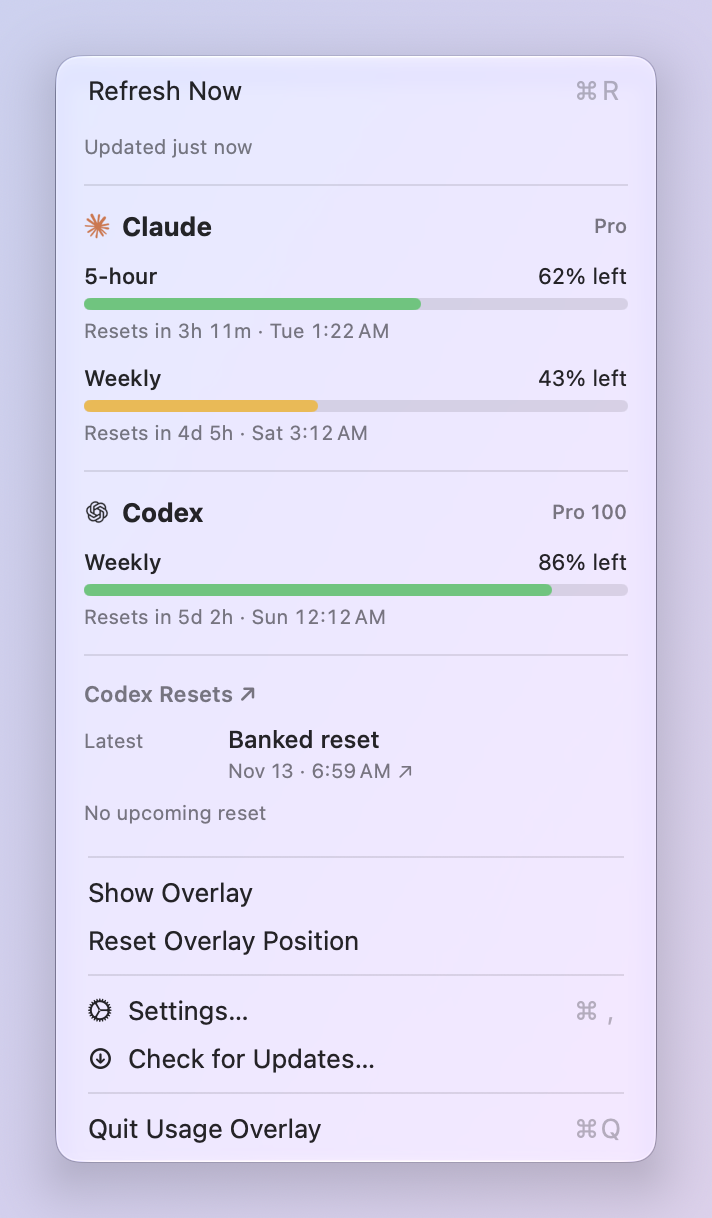 Refresh Now ⌘ R
Updated just now
Claude Pro
5-hour 62% left
Resets in 3h 11m · Tue 1:22 AM
Weekly 43% left
Resets in 4d 5h · Sat 3:12 AM
Codex Pro 100
Weekly 86% left
Resets in 5d 2h · Sun 12:12 AM
Codex Resets ↗
Latest Banked reset
Nov 13 · 6:59 AM ↗
No upcoming reset
Show Overlay
Reset Overlay Position
Settings... ⌘ ,
Check for Updates...
Quit Usage Overlay ⌘ Q